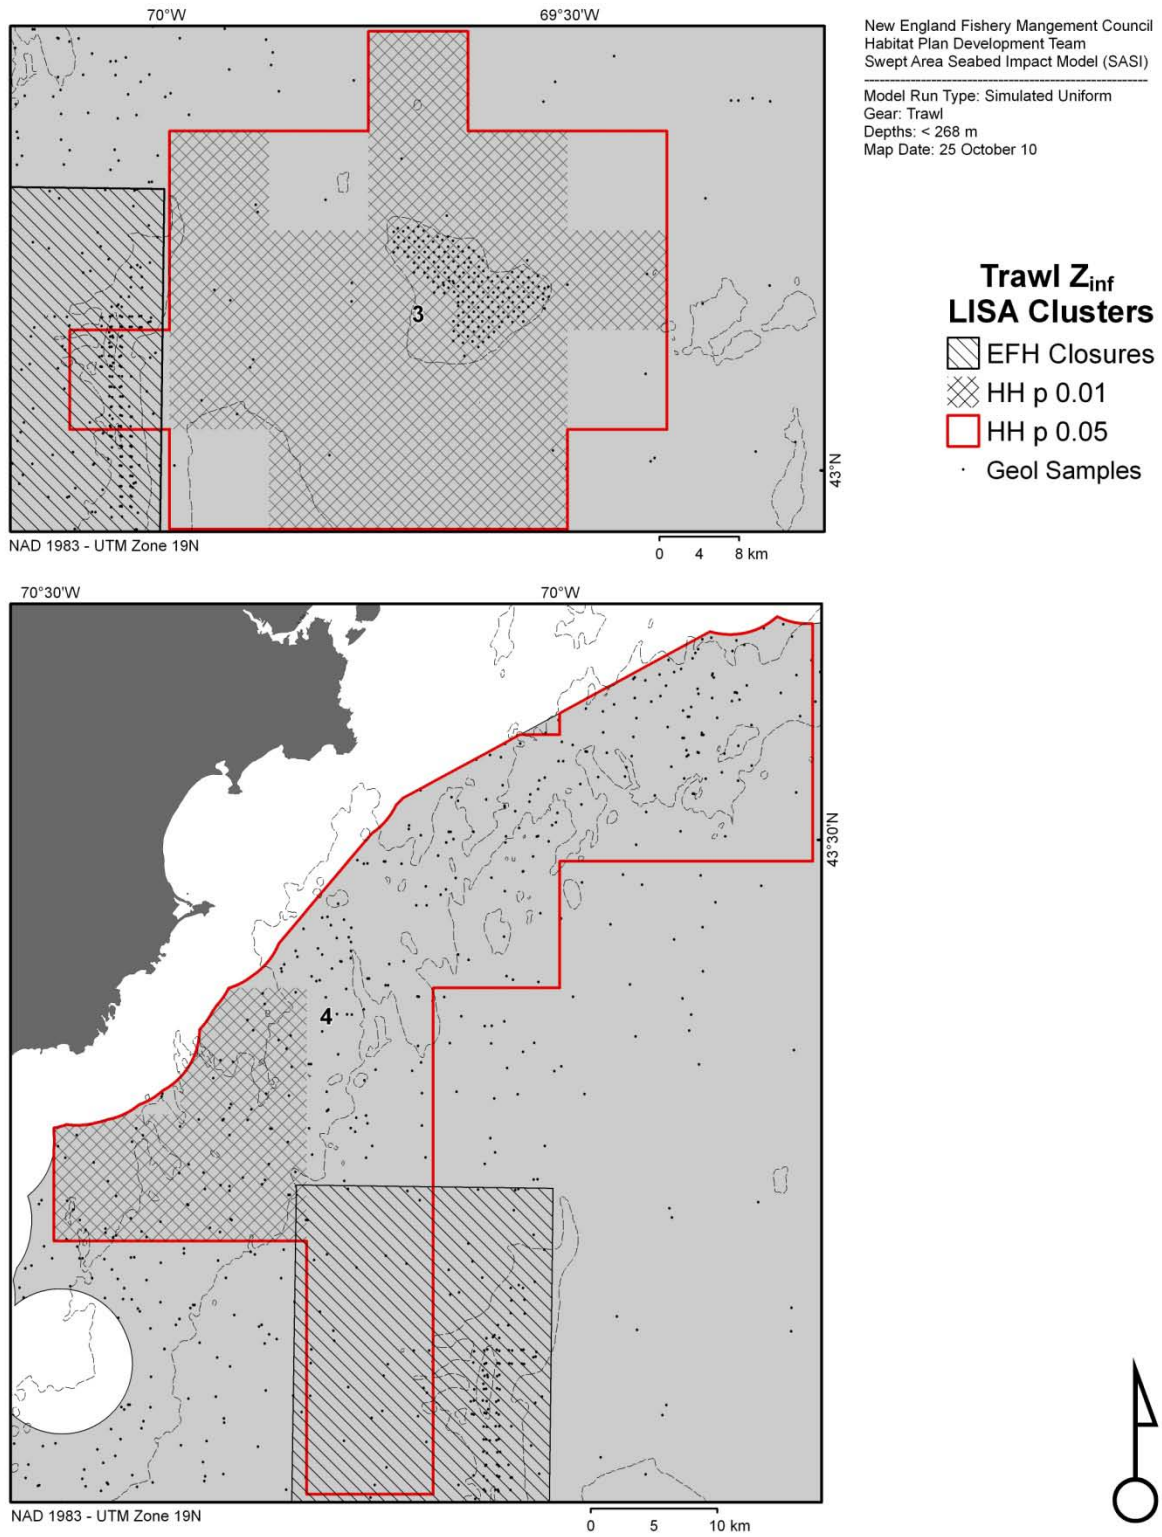 70°W
69°30'W
3
43°N
NAD 1983 - UTM Zone 19N
0 4 8 km
New England Fishery Mangement Council
Habitat Plan Development Team
Swept Area Seabed Impact Model (SASI)
Model Run Type: Simulated Uniform
Gear: Trawl
Depths: < 268 m
Map Date: 25 October 10
Trawl Zinf
LISA Clusters
EFH Closures
HH p 0.01
HH p 0.05
Geol Samples
70°30'W
70°W
43°30'N
4
NAD 1983 - UTM Zone 19N
0 5 10 km